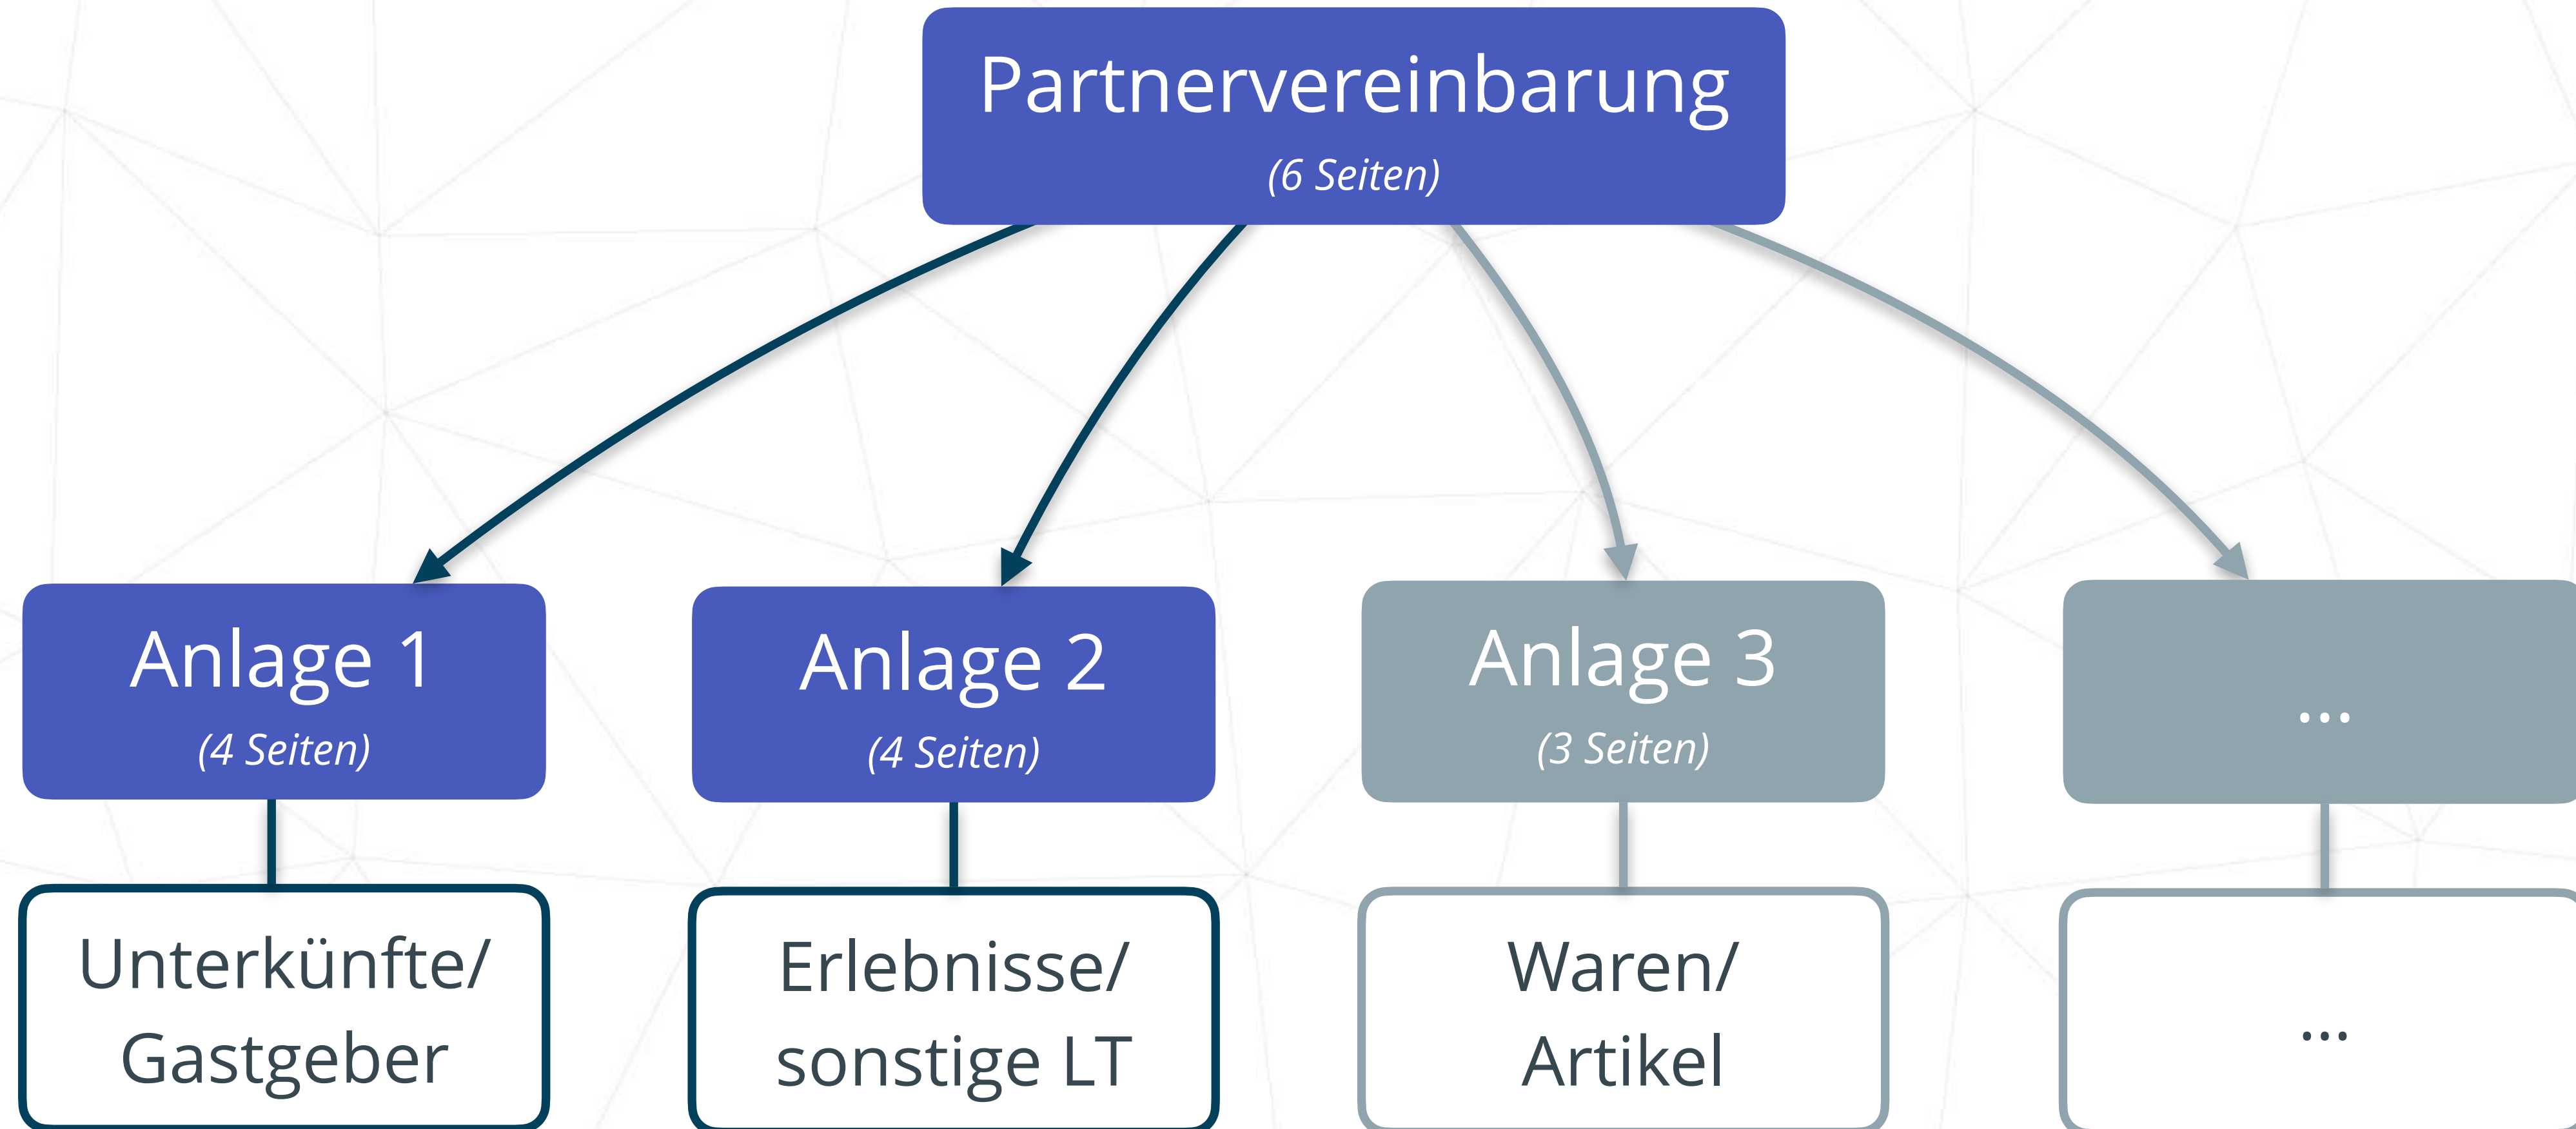 Partnervereinbarung
(6 Seiten)
Anlage 1
(4 Seiten)
Anlage 2
(4 Seiten)
Anlage 3
(3 Seiten)
...
Unterkünfte/
Gastgeber
Erlebnisse/
sonstige LT
Waren/
Artikel
...